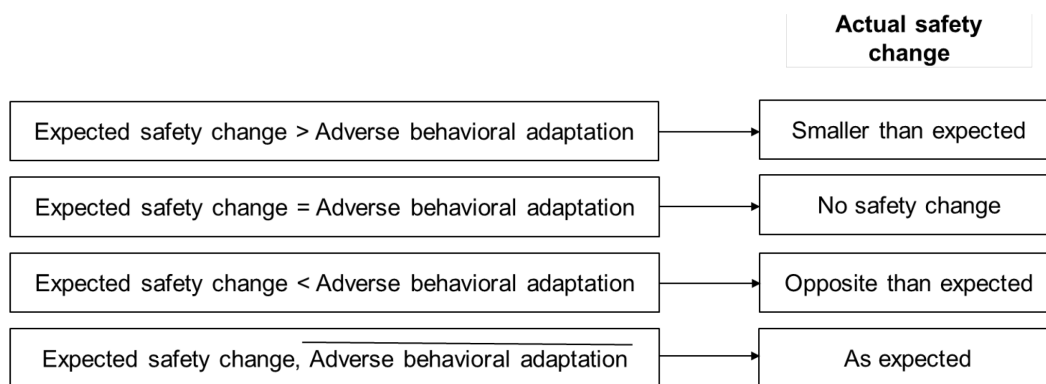 Actual safety
change
Expected safety change > Adverse behavioral adaptation
Smaller than expected
Expected safety change = Adverse behavioral adaptation
No safety change
Expected safety change < Adverse behavioral adaptation
Opposite than expected
Expected safety change, Adverse behavioral adaptation
As expected